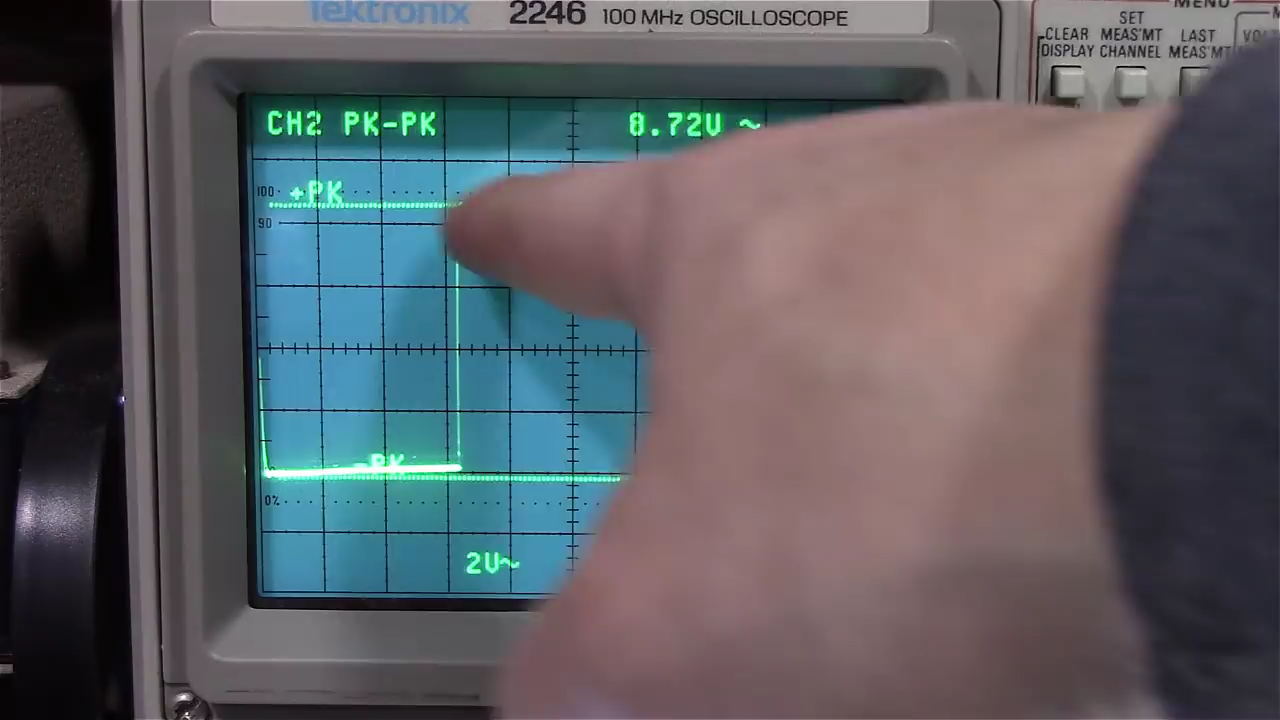 Tektronix 2246 100 MHz OSCILLOSCOPE
MENU
SET
CLEAR MEAS'MT LAST
DISPLAY CHANNEL MEAS'MT
CH2 PK-PK 8.72V ~
100
+PK
90
-PK
0%
2V~